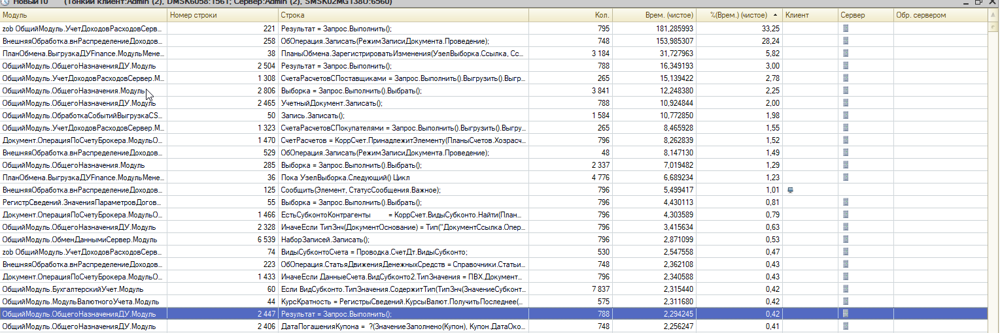 Новый10 (Тонкий клиент:Admin (2), DMSK6058:1561; Сервер:Admin (2), SMSK02MG1380:6560)
Модуль Номер строки Строка Кол. Врем. (чистое) %(Врем.) (чистое) Клиент Сервер Обр. сервером
zob ОбщийМодуль.УчетДоходовРасходовСерв... 221 Результат = Запрос.Выполнить(); 795 181,285993 33,25
ВнешняяОбработка.внРаспределениеДоходов... 258 ОбОперация.Записать(РежимЗаписиДокумента.Проведение); 748 153,985307 28,24
ПланОбмена.ВыгрузкаДУFinance.МодульМене... 38 ПланыОбмена.ЗарегистрироватьИзменения(УзелВыборка.Ссылка, Сс... 3 184 31,727963 5,82
ОбщийМодуль.ОбщегоНазначенияДУ.Модуль 2 504 Результат = Запрос.Выполнить(); 788 16,349193 3,00
ОбщийМодуль.УчетДоходовРасходовСервер.М... 1 308 СчетаРасчетовСПоставщиками = Запрос.Выполнить().Выгрузить().Выгр... 265 15,139422 2,78
ОбщийМодуль.ОбщегоНазначения.Модуль 2 806 Выборка = Запрос.Выполнить().Выбрать(); 3 841 12,248380 2,25
ОбщийМодуль.ОбщегоНазначенияДУ.Модуль 2 465 УчетныйДокумент.Записать(); 788 10,924844 2,00
ОбщийМодуль.ОбработкаСобытийВыгрузкаCS... 50 Запись.Записать(); 1 584 10,772850 1,98
ОбщийМодуль.УчетДоходовРасходовСервер.М... 1 323 СчетаРасчетовСПокупателями = Запрос.Выполнить().Выгрузить().Выгру... 265 8,465928 1,55
Документ.ОперацияПоСчетуБрокера.МодульО... 1 470 СчетРасчетов = КоррСчет.ПринадлежитЭлементу(ПланыСчетов.Хозрасч... 796 8,262839 1,52
ВнешняяОбработка.внРаспределениеДоходов... 529 ОбОперация.Записать(РежимЗаписиДокумента.Проведение); 48 8,147130 1,49
ОбщийМодуль.ОбщегоНазначения.Модуль 285 Выборка = Запрос.Выполнить().Выбрать(); 2 337 7,019482 1,29
ПланОбмена.ВыгрузкаДУFinance.МодульМене... 36 Пока УзелВыборка.Следующий() Цикл 4 776 6,689234 1,23
ВнешняяОбработка.внРаспределениеДоходов... 125 Сообщить(Элемент, СтатусСообщения.Важное); 796 5,499417 1,01
РегистрСведений.ЗначенияПараметровДогов... 55 Выборка = Запрос.Выполнить().Выбрать(); 796 4,430113 0,81
Документ.ОперацияПоСчетуБрокера.МодульО... 1 466 ЕстьСубконтоКонтрагенты = КоррСчет.ВидыСубконто.Найти(План... 796 4,303589 0,79
ОбщийМодуль.ОбщегоНазначенияДУ.Модуль 2 328 ИначеЕсли ТипЗнч(ДокументОснование) = Тип("ДокументСсылка.Опер... 796 3,415634 0,63
ОбщийМодуль.ОбменДаннымиСервер.Модуль 6 539 НаборЗаписей.Записать(); 796 2,871099 0,53
zob ОбщийМодуль.УчетДоходовРасходовСерв... 74 ВидыСубконтоСчета = Проводка.СчетДт.ВидыСубконто; 530 2,547558 0,47
ВнешняяОбработка.внРаспределениеДоходов... 223 ОбОперация.СтатьяДвиженияДенежныхСредств = Справочники.Статьи... 748 2,362108 0,43
Документ.ОперацияПоСчетуБрокера.МодульО... 1 433 ИначеЕсли ДанныеСчета.ВидСубконто2.ТипЗначения = ПВХ.Документ... 796 2,340588 0,43
ОбщийМодуль.БухгалтерскийУчет.Модуль 60 Если ВидСубконто.ТипЗначения.СодержитТип(ТипЗнч(ЗначениеСубконт... 7 837 2,315440 0,42
ОбщийМодуль.МодульВалютногоУчета.Модуль 44 КурсКратность = РегистрыСведений.КурсыВалют.ПолучитьПоследнее(... 575 2,311680 0,42
ОбщийМодуль.ОбщегоНазначенияДУ.Модуль 2 447 Результат = Запрос.Выполнить(); 788 2,294245 0,42
ОбщийМодуль.ОбщегоНазначенияДУ.Модуль 2 406 ДатаПогашенияКупона = ?(ЗначениеЗаполнено(Купон), Купон.ДатаОко... 748 2,256247 0,41